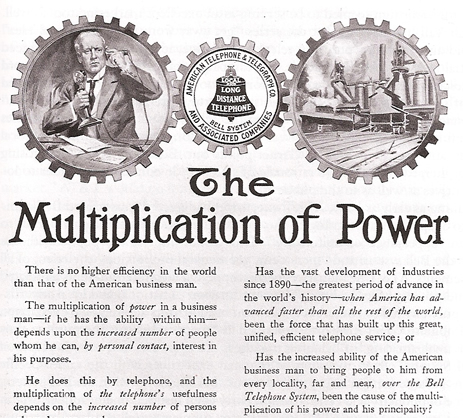 AMERICAN TELEPHONE & TELEGRAPH CO
AND ASSOCIATED COMPANIES
LOCAL
LONG
DISTANCE
TELEPHONE
BELL SYSTEM
The
Multiplication of Power
There is no higher efficiency in the world
than that of the American business man.
The multiplication of power in a business
man—if he has the ability within him—
depends upon the increased number of people
whom he can, by personal contact, interest in
his purposes.
He does this by telephone, and the
multiplication of the telephone's usefulness
depends on the increased number of persons
Has the vast development of industries
since 1890—the greatest period of advance in
the world's history—when America has ad-
vanced faster than all the rest of the world,
been the force that has built up this great,
unified, efficient telephone service; or
Has the increased ability of the American
business man to bring people to him from
every locality, far and near, over the Bell
Telephone System, been the cause of the multi-
plication of his power and his principality?